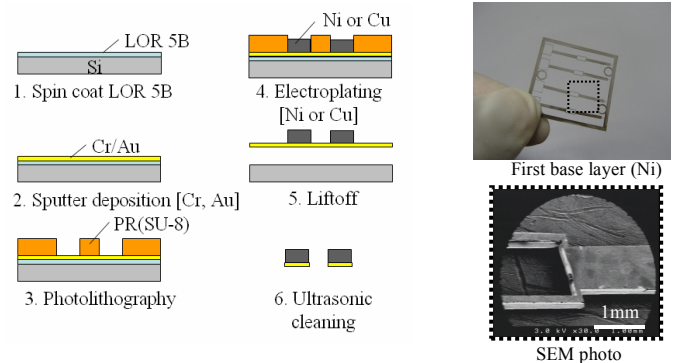 LOR 5B
Si
1. Spin coat LOR 5B
Cr/Au
2. Sputter deposition [Cr, Au]
PR(SU-8)
3. Photolithography
Ni or Cu
4. Electroplating
[Ni or Cu]
5. Liftoff
6. Ultrasonic
cleaning
First base layer (Ni)
1mm
3.0 kV x30.0 1.00mm
SEM photo